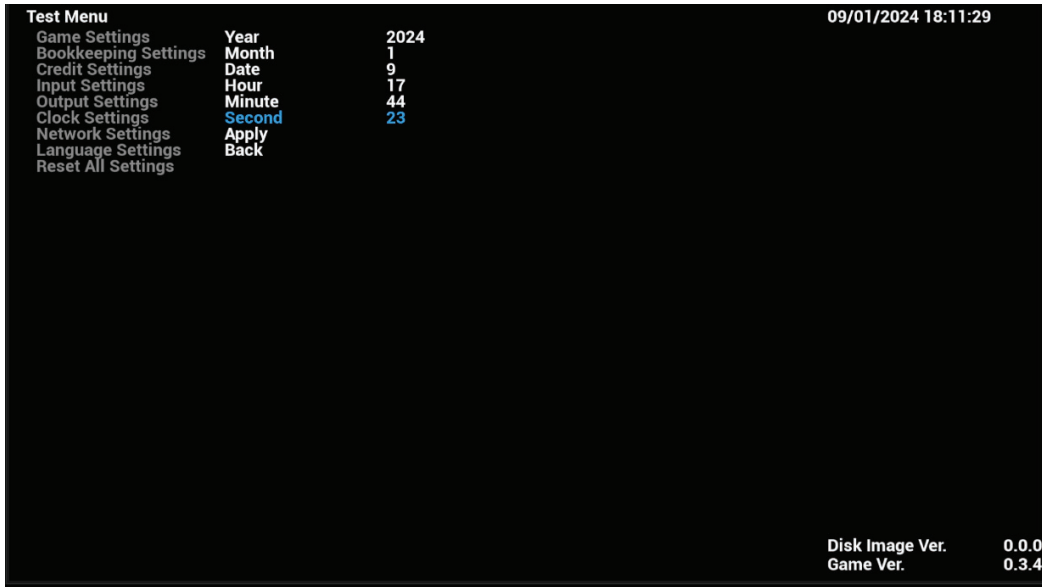 Test Menu 09/01/2024 18:11:29
Game Settings Year 2024
Bookkeeping Settings Month 1
Credit Settings Date 9
Input Settings Hour 17
Output Settings Minute 44
Clock Settings Second 23
Network Settings Apply
Language Settings Back
Reset All Settings
Disk Image Ver. 0.0.0
Game Ver. 0.3.4